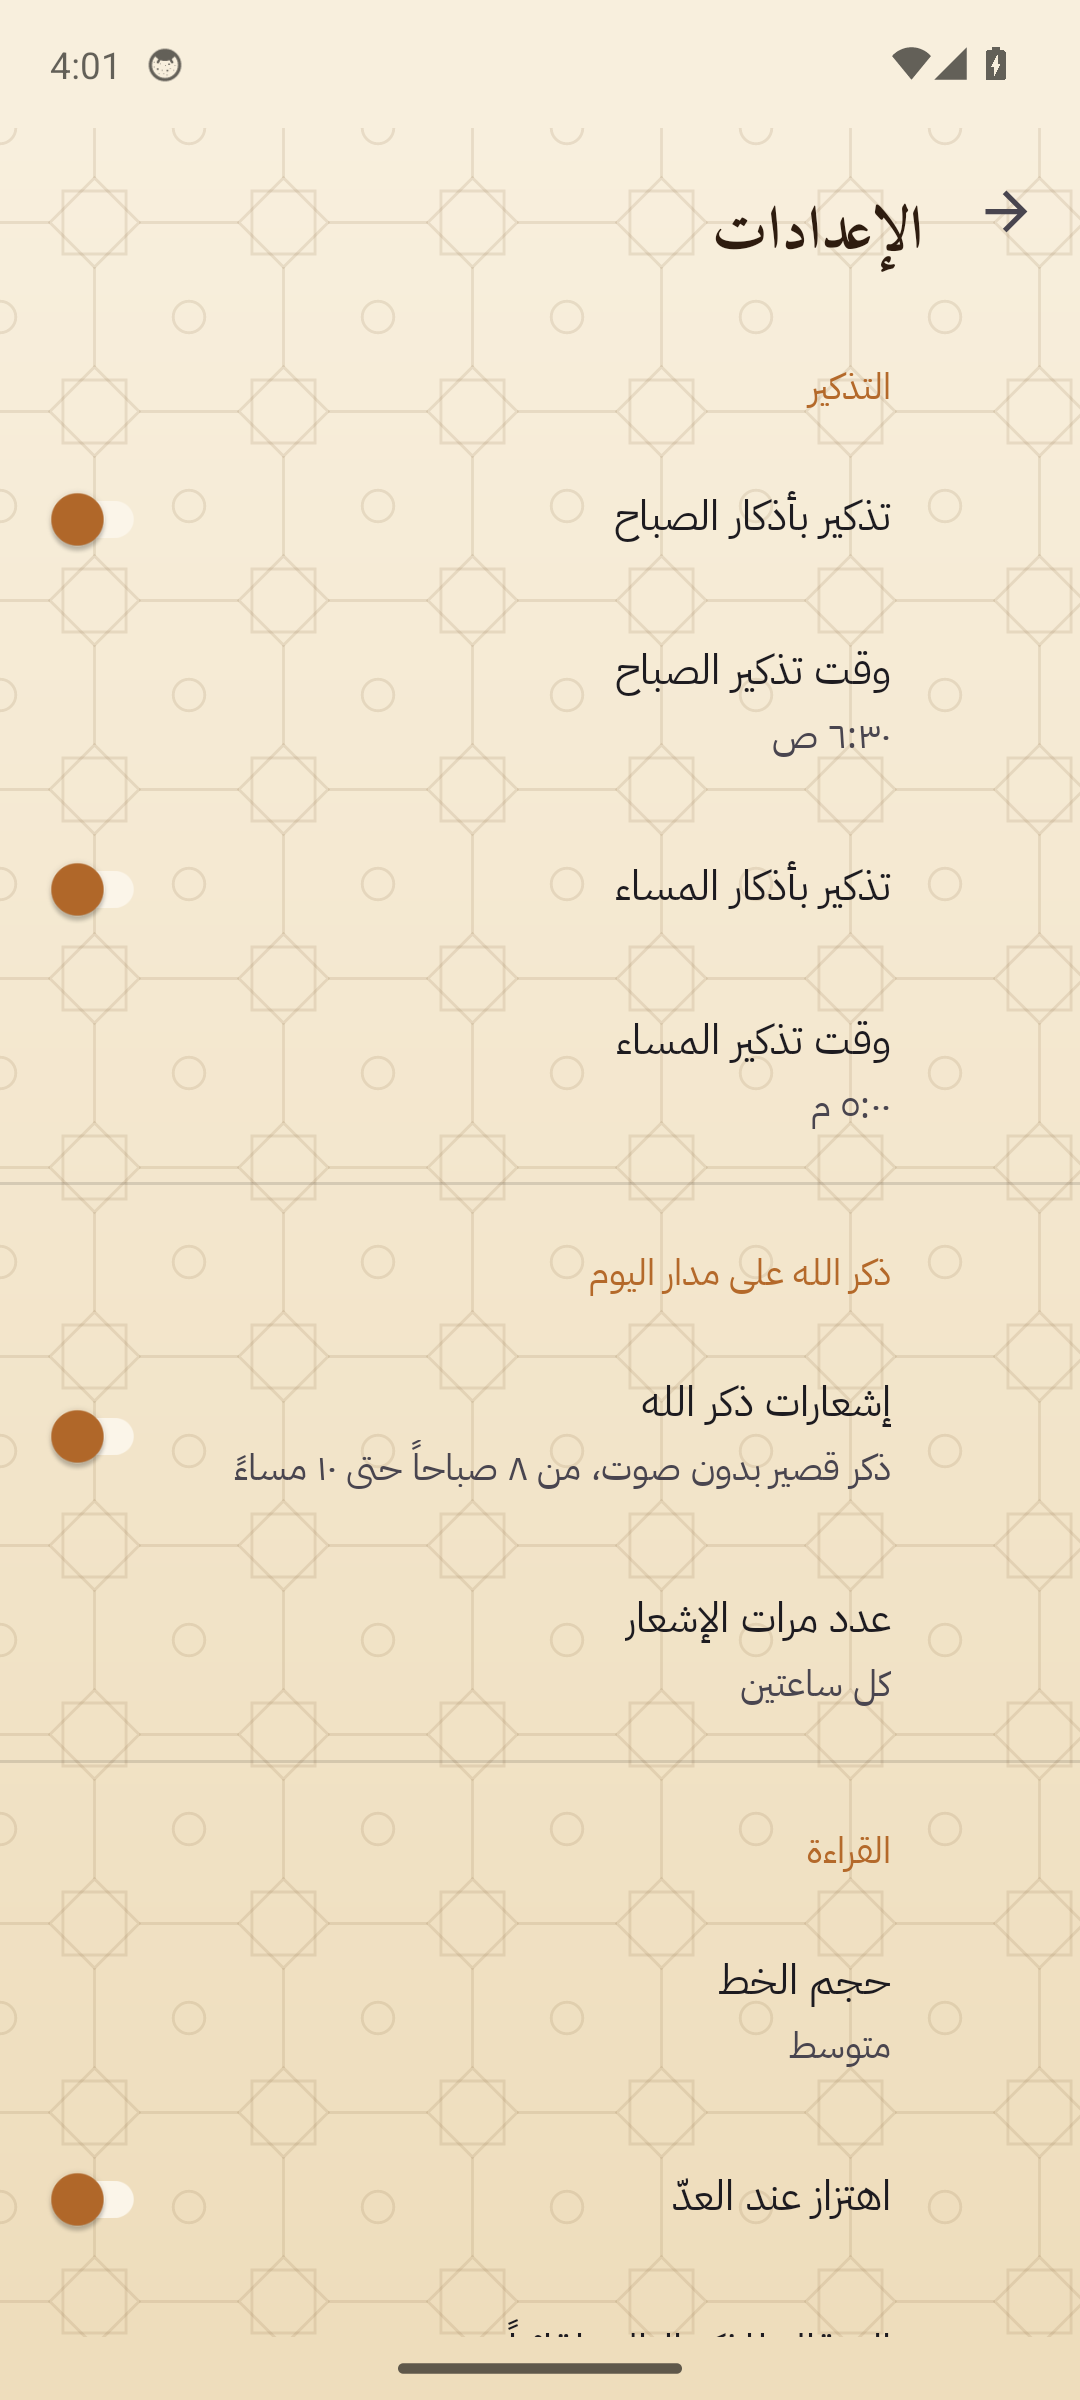 4:01
الإعدادات
التذكير
تذكير بأذكار الصباح
وقت تذكير الصباح
٦:٣٠ ص
تذكير بأذكار المساء
وقت تذكير المساء
٥:٠٠ م
ذكر الله على مدار اليوم
إشعارات ذكر الله
ذكر قصير بدون صوت، من ٨ صباحاً حتى ١٠ مساءً
عدد مرات الإشعار
كل ساعتين
القراءة
حجم الخط
متوسط
اهتزاز عند العدّ